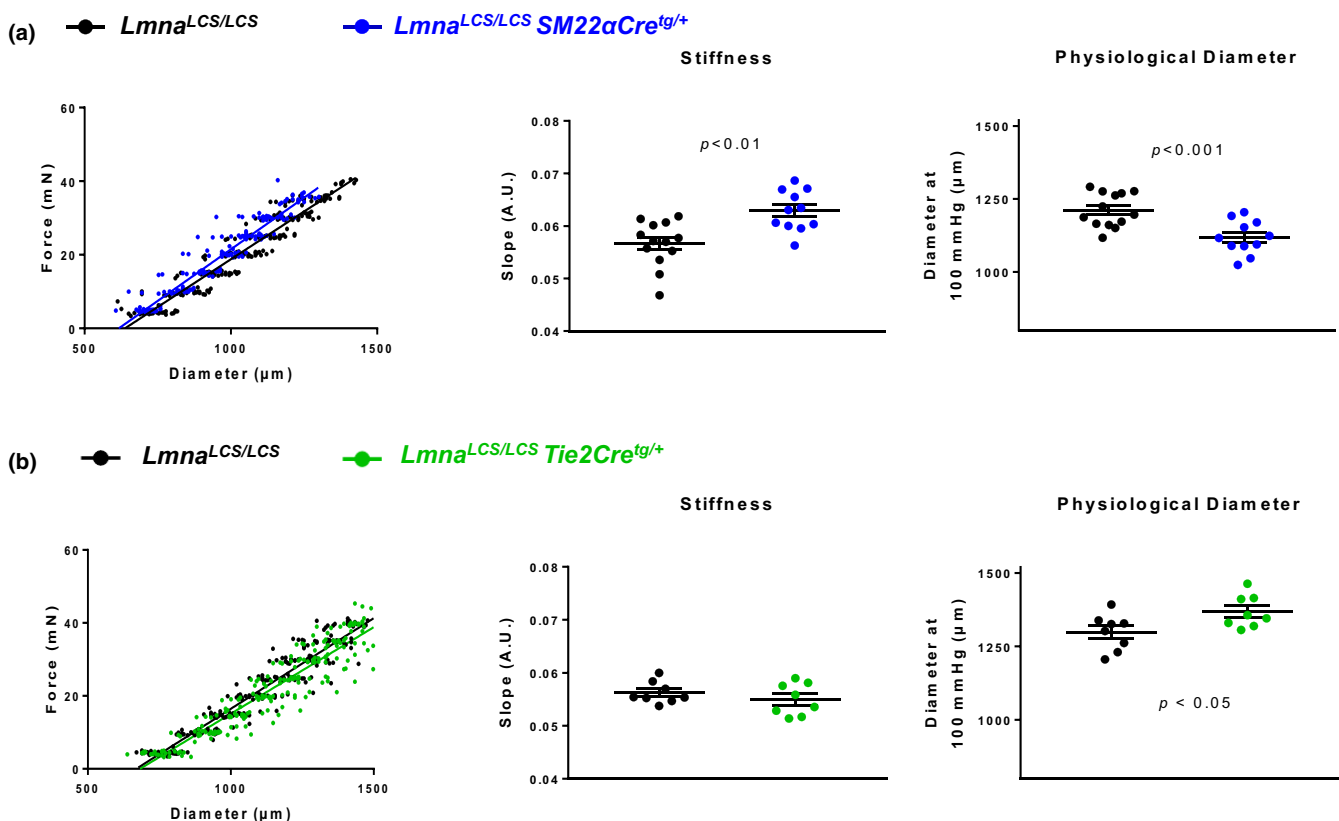 (a)
Lmna^LCS/LCS
Lmna^LCS/LCS SM22αCre^tg/+
Stiffness
Physiological Diameter
Force (mN)
60
40
20
0
500
1000
1500
Diameter (µm)
Slope (A.U.)
0.08
0.07
0.06
0.05
0.04
p<0.01
Diameter at
100 mm Hg (µm)
1500
1250
1000
p<0.001
(b)
Lmna^LCS/LCS
Lmna^LCS/LCS Tie2Cre^tg/+
Stiffness
Physiological Diameter
Force (mN)
60
40
20
0
500
1000
1500
Diameter (µm)
Slope (A.U.)
0.08
0.07
0.06
0.05
0.04
Diameter at
100 mm Hg (µm)
1500
1250
1000
p < 0.05